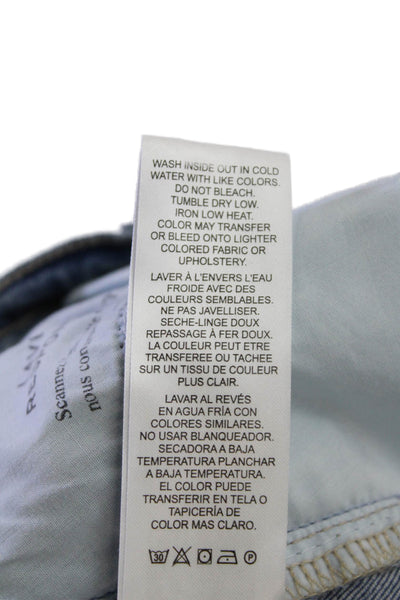 WASH INSIDE OUT IN COLD
WATER WITH LIKE COLORS.
DO NOT BLEACH.
TUMBLE DRY LOW.
IRON LOW HEAT.
COLOR MAY TRANSFER
OR BLEED ONTO LIGHTER
COLORED FABRIC OR
UPHOLSTERY.
LAVER À L'ENVERS L'EAU
FROIDE AVEC DES
COULEURS SEMBLABLES.
NE PAS JAVELLISER.
SECHE-LINGE DOUX
REPASSAGE À FER DOUX.
LA COULEUR PEUT ETRE
TRANSFEREE OU TACHEE
SUR UN TISSU DE COULEUR
PLUS CLAIR.
LAVAR AL REVÉS
EN AGUA FRÍA CON
COLORES SIMILARES.
NO USAR BLANQUEADOR.
SECADORA A BAJA
TEMPERATURA PLANCHAR
A BAJA TEMPERATURA.
EL COLOR PUEDE
TRANSFERIR EN TELA O
TAPICERÍA DE
COLOR MAS CLARO.
30 P
Scannez
nous con